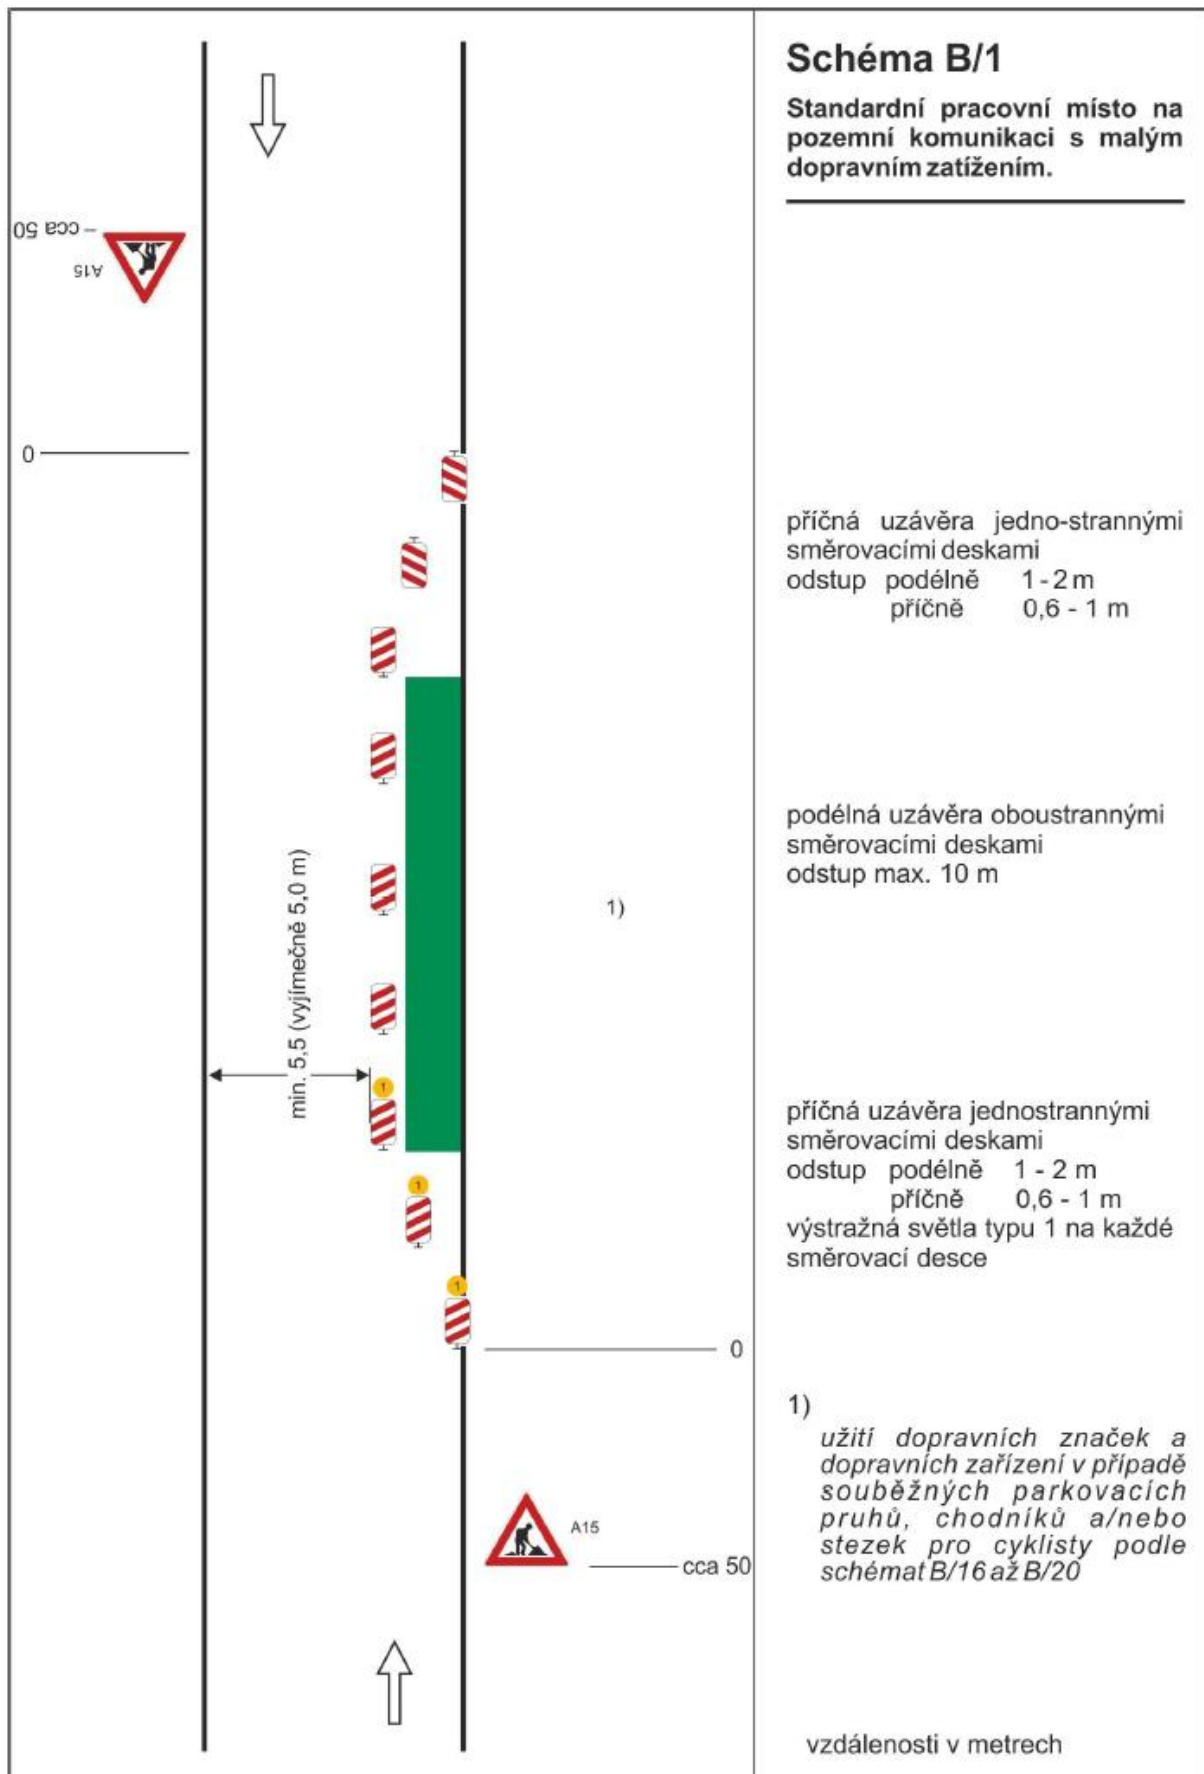 Schéma B/1
Standardní pracovní místo na
pozemní komunikaci s malým
dopravním zatížením.
cca 50
A15
0
příčná uzávěra jedno-strannými
směrovacími deskami
odstup podélně 1 - 2 m
příčně 0,6 - 1 m
podélná uzávěra oboustrannými
směrovacími deskami
odstup max. 10 m
min. 5,5 (vyjímečně 5,0 m)
1)
1
1
1
příčná uzávěra jednostrannými
směrovacími deskami
odstup podélně 1 - 2 m
příčně 0,6 - 1 m
výstražná světla typu 1 na každé
směrovací desce
0
A15
cca 50
1)
užití dopravních značek a
dopravních zařízení v případě
souběžných parkovacích
pruhů, chodníků a/nebo
stezek pro cyklisty podle
schémat B/16 až B/20
vzdálenosti v metrech